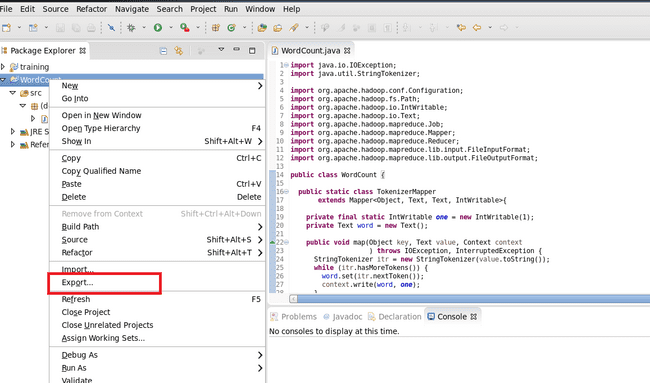 File Edit Source Refactor Navigate Search Project Run Window Help
Package Explorer
training
WordCount
src
(d
JRE S
Refer
New
Go Into
Open in New Window
Open Type Hierarchy F4
Show In Shift+Alt+W
Copy Ctrl+C
Copy Qualified Name
Paste Ctrl+V
Delete Delete
Remove from Context Shift+Ctrl+Alt+Down
Build Path
Source Shift+Alt+S
Refactor Shift+Alt+T
Import...
Export...
Refresh F5
Close Project
Close Unrelated Projects
Assign Working Sets...
Debug As
Run As
Validate
WordCount.java
1 import java.io.IOException;
2 import java.util.StringTokenizer;
3
4 import org.apache.hadoop.conf.Configuration;
5 import org.apache.hadoop.fs.Path;
6 import org.apache.hadoop.io.IntWritable;
7 import org.apache.hadoop.io.Text;
8 import org.apache.hadoop.mapreduce.Job;
9 import org.apache.hadoop.mapreduce.Mapper;
10 import org.apache.hadoop.mapreduce.Reducer;
11 import org.apache.hadoop.mapreduce.lib.input.FileInputFormat;
12 import org.apache.hadoop.mapreduce.lib.output.FileOutputFormat;
13
14 public class WordCount {
15
16 public static class TokenizerMapper
17 extends Mapper<Object, Text, Text, IntWritable>{
18
19 private final static IntWritable one = new IntWritable(1);
20 private Text word = new Text();
21
22 public void map(Object key, Text value, Context context
23 ) throws IOException, InterruptedException {
24 StringTokenizer itr = new StringTokenizer(value.toString());
25 while (itr.hasMoreTokens()) {
26 word.set(itr.nextToken());
27 context.write(word, one);
28 }
Problems Javadoc Declaration Console
No consoles to display at this time.